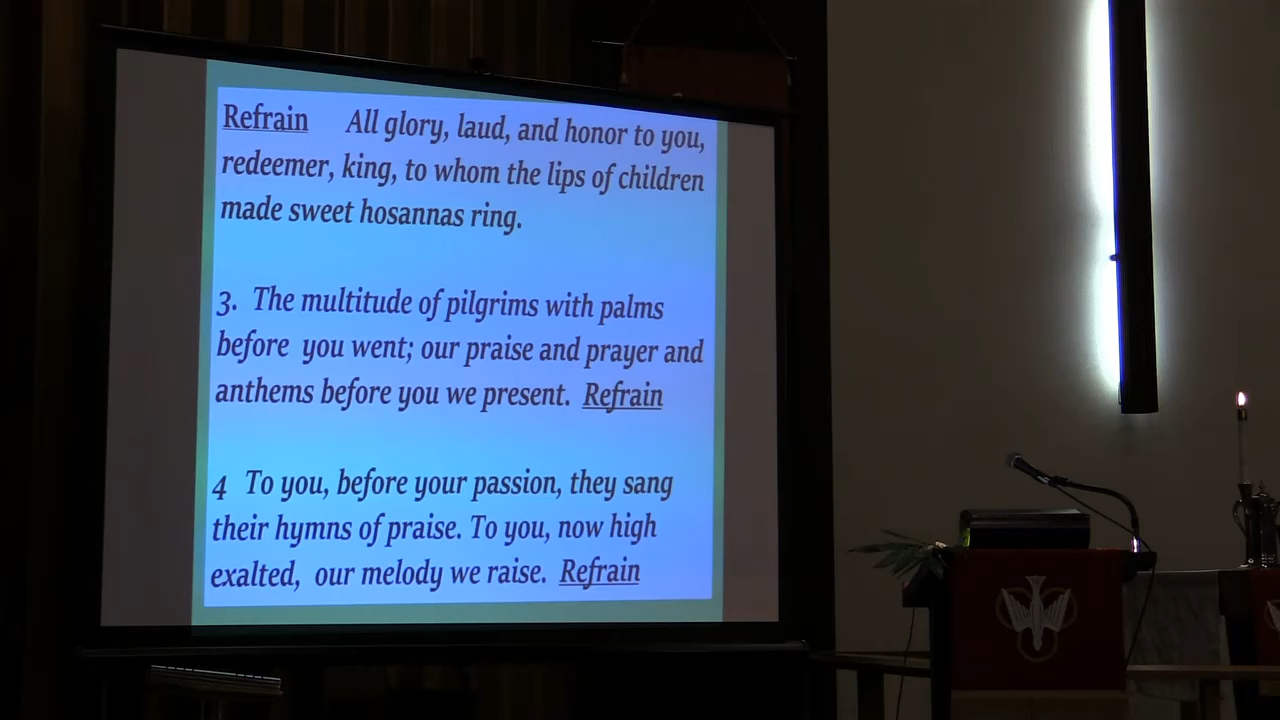 Refrain All glory, laud, and honor to you,
redeemer, king, to whom the lips of children
made sweet hosannas ring.
3. The multitude of pilgrims with palms
before you went; our praise and prayer and
anthems before you we present. Refrain
4 To you, before your passion, they sang
their hymns of praise. To you, now high
exalted, our melody we raise. Refrain